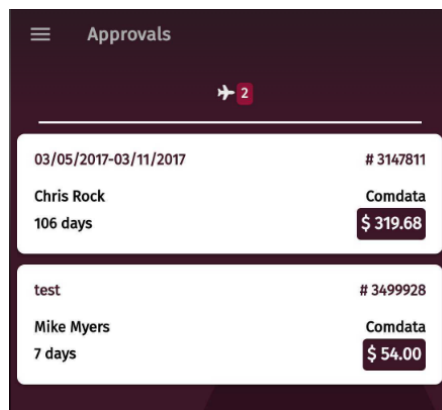 Approvals
2
03/05/2017-03/11/2017 # 3147811
Chris Rock Comdata
106 days $ 319.68
test # 3499928
Mike Myers Comdata
7 days $ 54.00